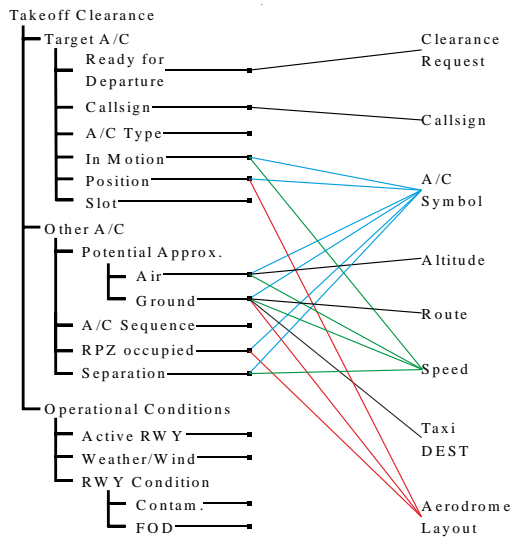 Takeoff Clearance
Target A/C
Ready for
Departure
Callsign
A/C Type
In Motion
Position
Slot
Other A/C
Potential Approx.
Air
Ground
A/C Sequence
RPZ occupied
Separation
Operational Conditions
Active RWY
Weather/Wind
RWY Condition
Contam.
FOD
Clearance
Request
Callsign
A/C
Symbol
Altitude
Route
Speed
Taxi
DEST
Aerodrome
Layout